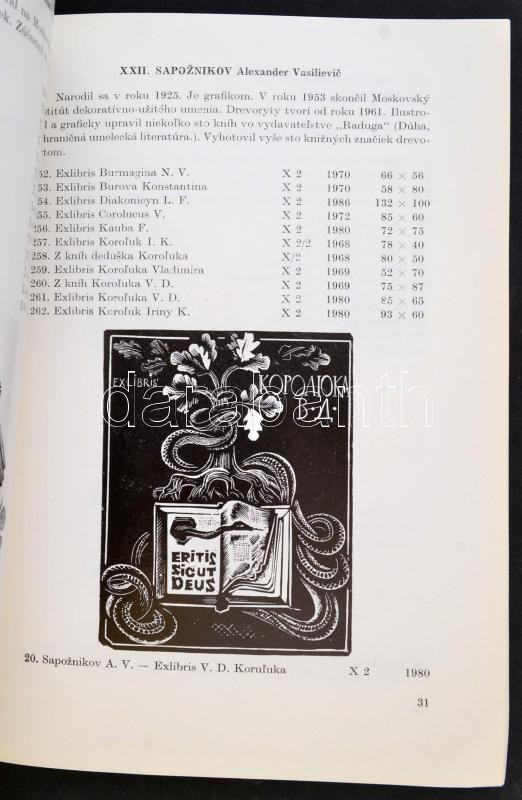 XXII. SAPOŽNIKOV Alexander Vasilievič
Narodil sa v roku 1925. Je grafikom. V roku 1953 skončil Moskovský
štitút dekoratívno-užitého umenia. Drevoryty tvorí od roku 1961. Ilustro-
l a graficky upravil niekoľko sto kníh vo vydavateľstve „Raduga“ (Dúha,
hraničná umelecká literatúra.). Vyhotovil vyše sto knižných značiek drevo-
tom.
52. Exlibris Burmagina N. V. X 2 1970 66 × 56
53. Exlibris Burova Konstantina X 2 1970 58 × 80
54. Exlibris Diakonicyn L. F. X 2 1986 132 × 100
55. Exlibris Corolucus V. X 2 1972 85 × 60
256. Exlibris Kauba F. X 2 1980 72 × 75
257. Exlibris Koroľuk I. K. X 2/2 1968 78 × 40
258. Z kníh deduška Koroľuka X/2 1968 80 × 50
259. Exlibris Koroľuka Vladimira X 2 1969 52 × 70
260. Z kníh Koroľuka V. D. X 2 1969 75 × 87
261. Exlibris Koroľuka V. D. X 2 1980 85 × 65
262. Exlibris Koroľuk Iriny K. X 2 1980 93 × 60
EXLIBRIS
КОРОЛЮКА
В·Д·
darabanth
ERITIS
SICUT
DEUS
20. Sapožnikov A. V. — Exlibris V. D. Koruľuka X 2 1980
31